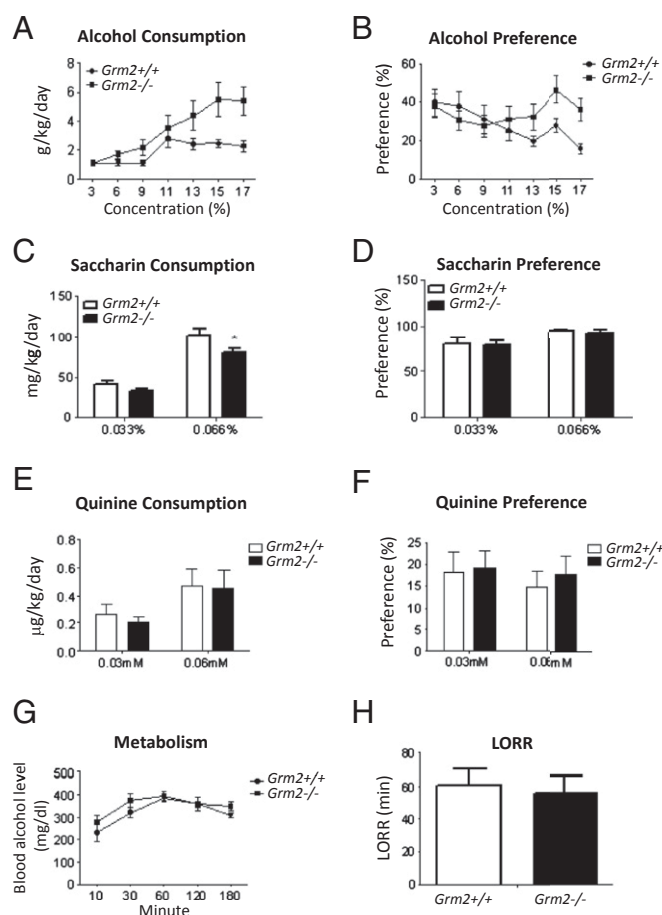 A
Alcohol Consumption
Grm2+/+
Grm2-/-
g/kg/day
8
6
4
2
0
3 6 9 11 13 15 17
Concentration (%)
B
Alcohol Preference
Grm2+/+
Grm2-/-
Preference (%)
60
40
20
0
3 6 9 11 13 15 17
Concentration (%)
C
Saccharin Consumption
Grm2+/+
Grm2-/-
mg/kg/day
150
100
50
0
*
0.033% 0.066%
D
Saccharin Preference
Grm2+/+
Grm2-/-
Preference (%)
150
100
50
0
0.033% 0.066%
E
Quinine Consumption
Grm2+/+
Grm2-/-
µg/kg/day
0.8
0.6
0.4
0.2
0.0
0.03mM 0.06mM
F
Quinine Preference
Grm2+/+
Grm2-/-
Preference (%)
25
20
15
10
5
0
0.03mM 0.06mM
G
Metabolism
Grm2+/+
Grm2-/-
Blood alcohol level
(mg/dl)
500
400
300
200
100
0
10 30 60 120 180
Minute
H
LORR
LORR (min)
80
60
40
20
0
Grm2+/+ Grm2-/-